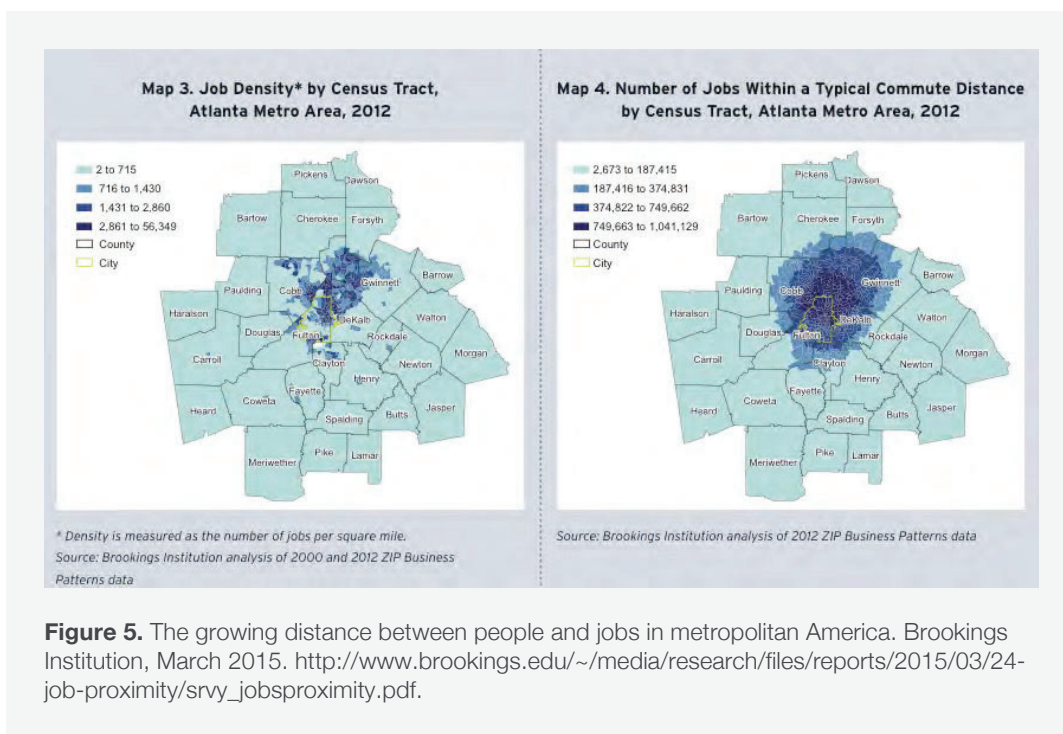 Map 3. Job Density* by Census Tract,
Atlanta Metro Area, 2012
2 to 715
716 to 1,430
1,431 to 2,860
2,861 to 56,349
County
City
Pickens
Dawson
Bartow
Cherokee
Forsyth
Barrow
Gwinnett
Paulding
Cobb
Haralson
DeKalb
Walton
Douglas
Fulton
Rockdale
Morgan
Carroll
Clayton
Newton
Henry
Fayette
Coweta
Heard
Jasper
Butts
Spalding
Pike
Lamar
Meriwether
* Density is measured as the number of jobs per square mile.
Source: Brookings Institution analysis of 2000 and 2012 ZIP Business
Patterns data
Map 4. Number of Jobs Within a Typical Commute Distance
by Census Tract, Atlanta Metro Area, 2012
2,673 to 187,415
187,416 to 374,831
374,822 to 749,662
749,663 to 1,041,129
County
City
Pickens
Dawson
Bartow
Cherokee
Forsyth
Barrow
Gwinnett
Paulding
Cobb
Haralson
DeKalb
Walton
Douglas
Fulton
Rockdale
Morgan
Carroll
Clayton
Newton
Henry
Fayette
Coweta
Heard
Jasper
Butts
Spalding
Pike
Lamar
Meriwether
Source: Brookings Institution analysis of 2012 ZIP Business Patterns data
Figure 5. The growing distance between people and jobs in metropolitan America. Brookings
Institution, March 2015. http://www.brookings.edu/~/media/research/files/reports/2015/03/24-
job-proximity/srvy_jobsproximity.pdf.